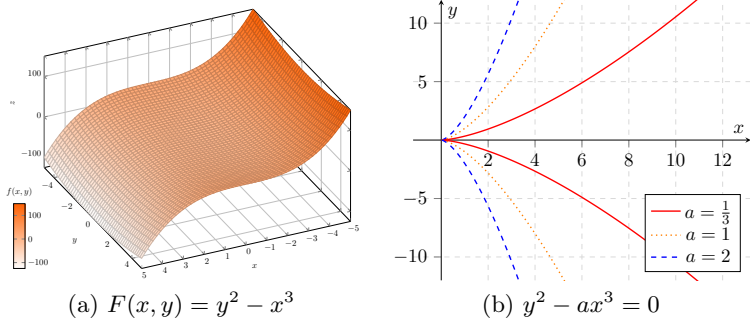 100
0
−100
z
−4
−2
0
2
4
y
5
4
3
2
1
0
−1
−2
−3
−4
−5
x
f(x, y)
100
0
−100
(a) F(x, y) = y² − x³
y
10
5
−5
−10
x
2
4
6
8
10
12
a = 1/3
a = 1
a = 2
(b) y² − ax³ = 0